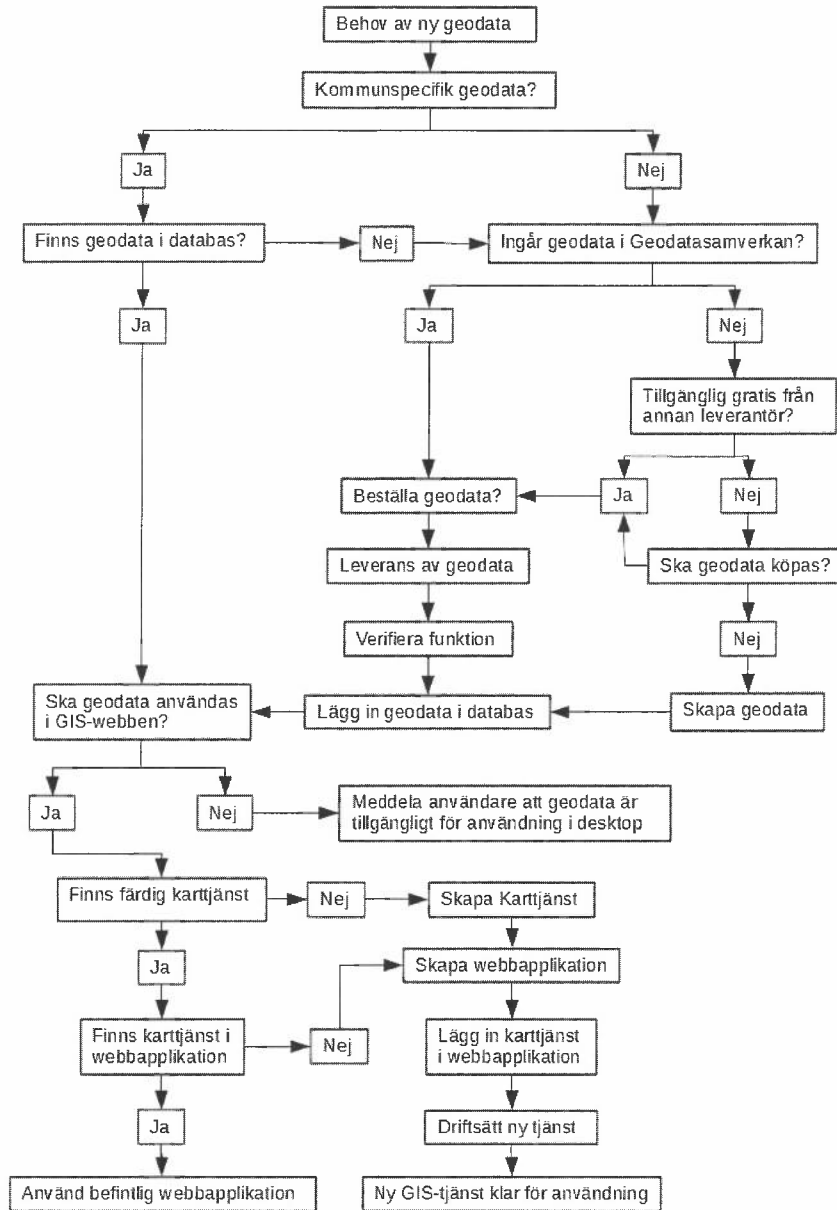 Behov av ny geodata
Kommunspecifik geodata?
Ja
Nej
Finns geodata i databas?
Nej
Ingår geodata i Geodatasamverkan?
Ja
Ja
Nej
Tillgänglig gratis från
annan leverantör?
Beställa geodata?
Ja
Nej
Leverans av geodata
Ska geodata köpas?
Verifiera funktion
Nej
Ska geodata användas
i GIS-webben?
Lägg in geodata i databas
Skapa geodata
Ja
Nej
Meddela användare att geodata är
tillgängligt för användning i desktop
Finns färdig karttjänst
Nej
Skapa Karttjänst
Ja
Skapa webbapplikation
Finns karttjänst i
webbapplikation
Nej
Lägg in karttjänst
i webbapplikation
Ja
Driftsätt ny tjänst
Använd befintlig webbapplikation
Ny GIS-tjänst klar för användning